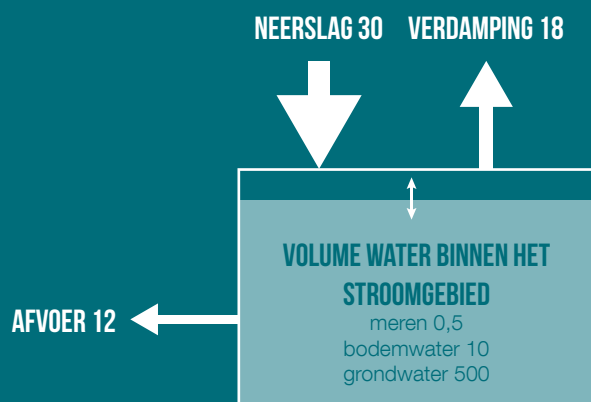 NEERSLAG 30 VERDAMPING 18
VOLUME WATER BINNEN HET
STROOMGEBIED
meren 0,5
bodemwater 10
grondwater 500
AFVOER 12